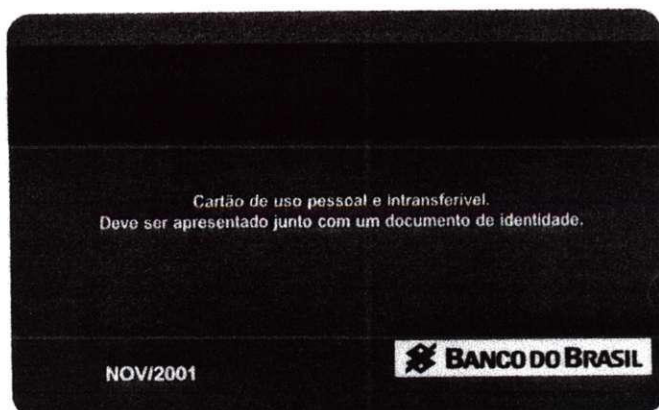 Cartão de uso pessoal e intransferível.
Deve ser apresentado junto com um documento de identidade.
NOV/2001
BANCO DO BRASIL